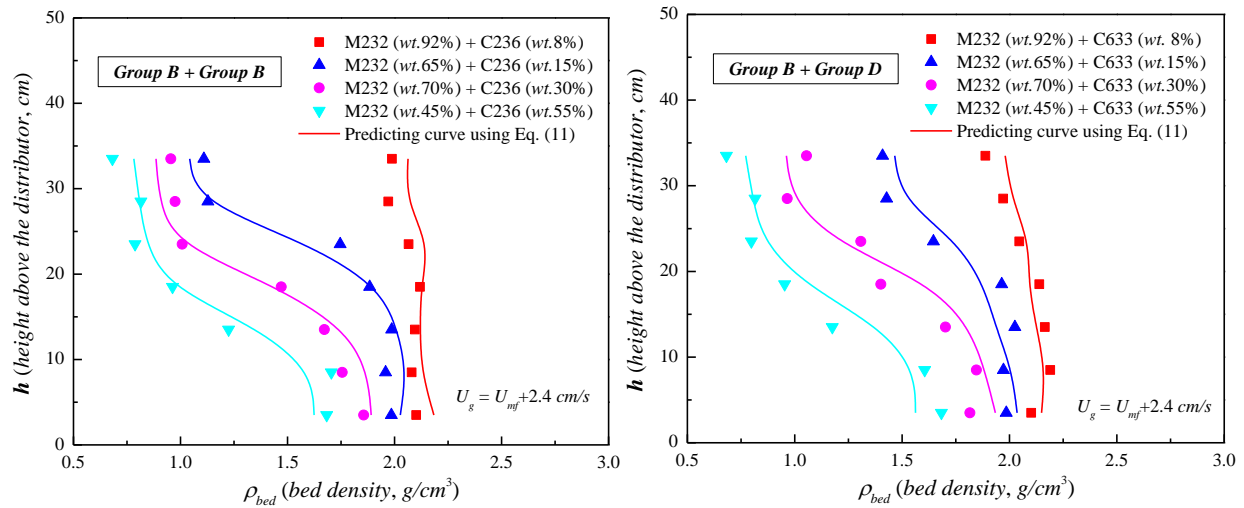 50
40
30
20
10
0
h (height above the distributor, cm)
Group B + Group B
M232 (wt.92%) + C236 (wt.8%)
M232 (wt.65%) + C236 (wt.15%)
M232 (wt.70%) + C236 (wt.30%)
M232 (wt.45%) + C236 (wt.55%)
Predicting curve using Eq. (11)
U_g = U_mf+2.4 cm/s
0.5 1.0 1.5 2.0 2.5 3.0
ρ_bed (bed density, g/cm³)
50
40
30
20
10
0
h (height above the distributor, cm)
Group B + Group D
M232 (wt.92%) + C633 (wt. 8%)
M232 (wt.65%) + C633 (wt.15%)
M232 (wt.70%) + C633 (wt.30%)
M232 (wt.45%) + C633 (wt.55%)
Predicting curve using Eq. (11)
U_g = U_mf+2.4 cm/s
0.5 1.0 1.5 2.0 2.5 3.0
ρ_bed (bed density, g/cm³)